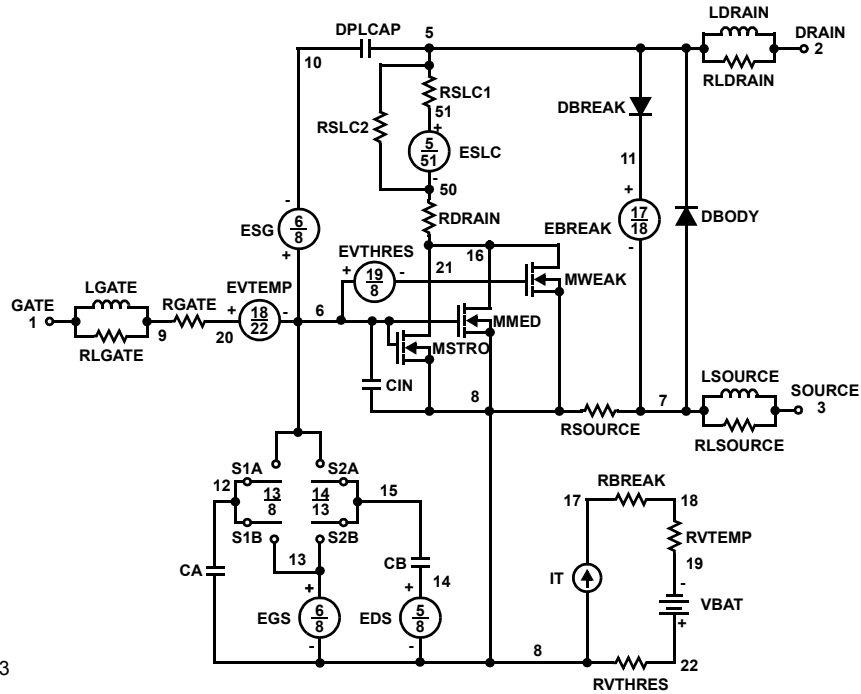 LDRAIN
DPLCAP 5 DRAIN
10 2
RLDRAIN
RSLC1
51
DBREAK
RSLC2
+
5
51
ESLC
11
-
50
-
RDRAIN
+
17
18
EBREAK
-
DBODY
6
8
ESG
+
EVTHRES
+ 19 - 21
8
16
MWEAK
LGATE
EVTEMP
GATE
1
RGATE
+ 18 -
22
6
MMED
9 20
RLGATE
MSTRO
LSOURCE
CIN
8 7
SOURCE
3
RSOURCE
RLSOURCE
S1A S2A
12
13
8
14
13
15
RBREAK
17 18
S1B S2B
RVTEMP
13
CB
19
CA
IT
-
14
+ +
VBAT
EGS
6
8
EDS
5
8
+
- -
8
22
RVTHRES
3